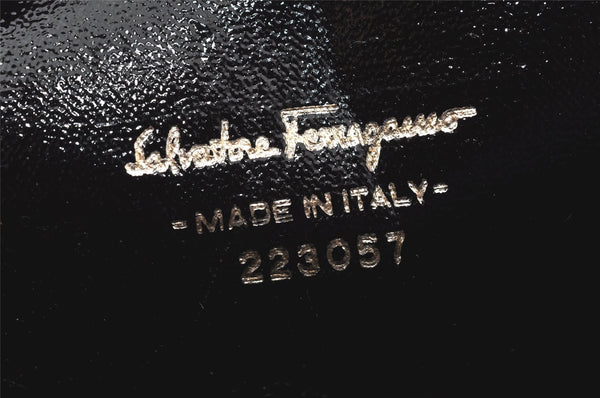 Salvatore Ferragamo
-MADE IN ITALY-
223057